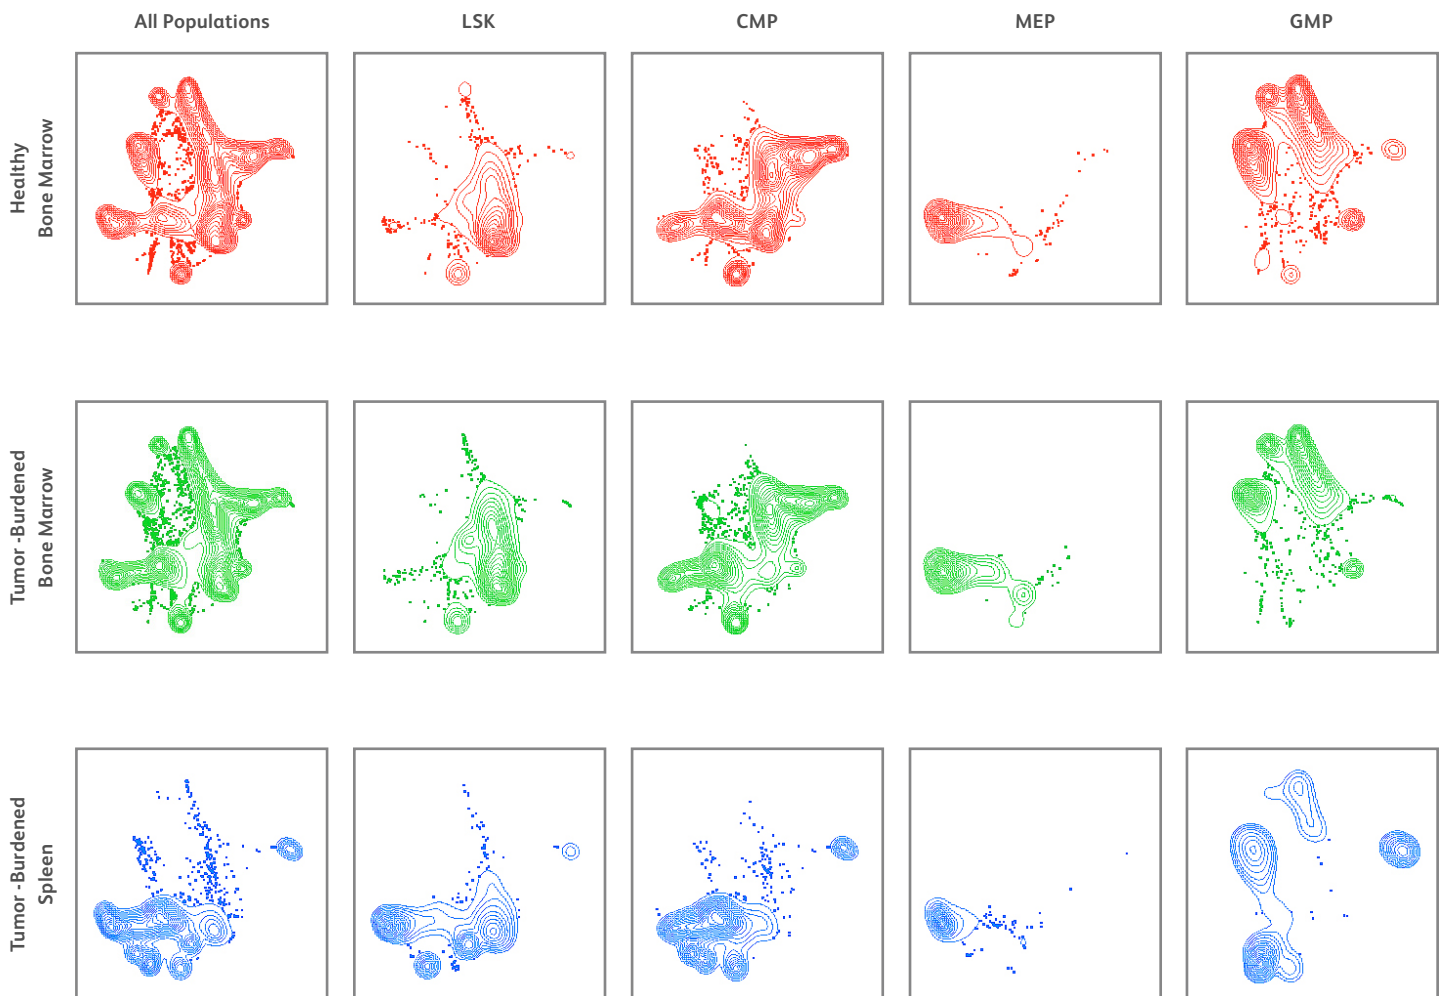 All Populations
LSK
CMP
MEP
GMP
Healthy
Bone Marrow
Tumor -Burdened
Bone Marrow
Tumor -Burdened
Spleen